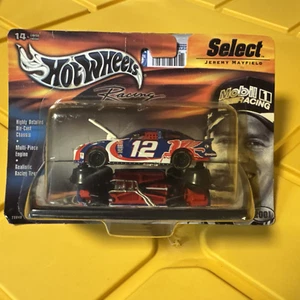 14+
HOT WHEELS
Racing
Select
JEREMY MAYFIELD
Mobil 1
RACING
Highly Detailed
Die-Cast
Chassis
Multi-Piece
Engine
Realistic
Racing Tires
12
2001